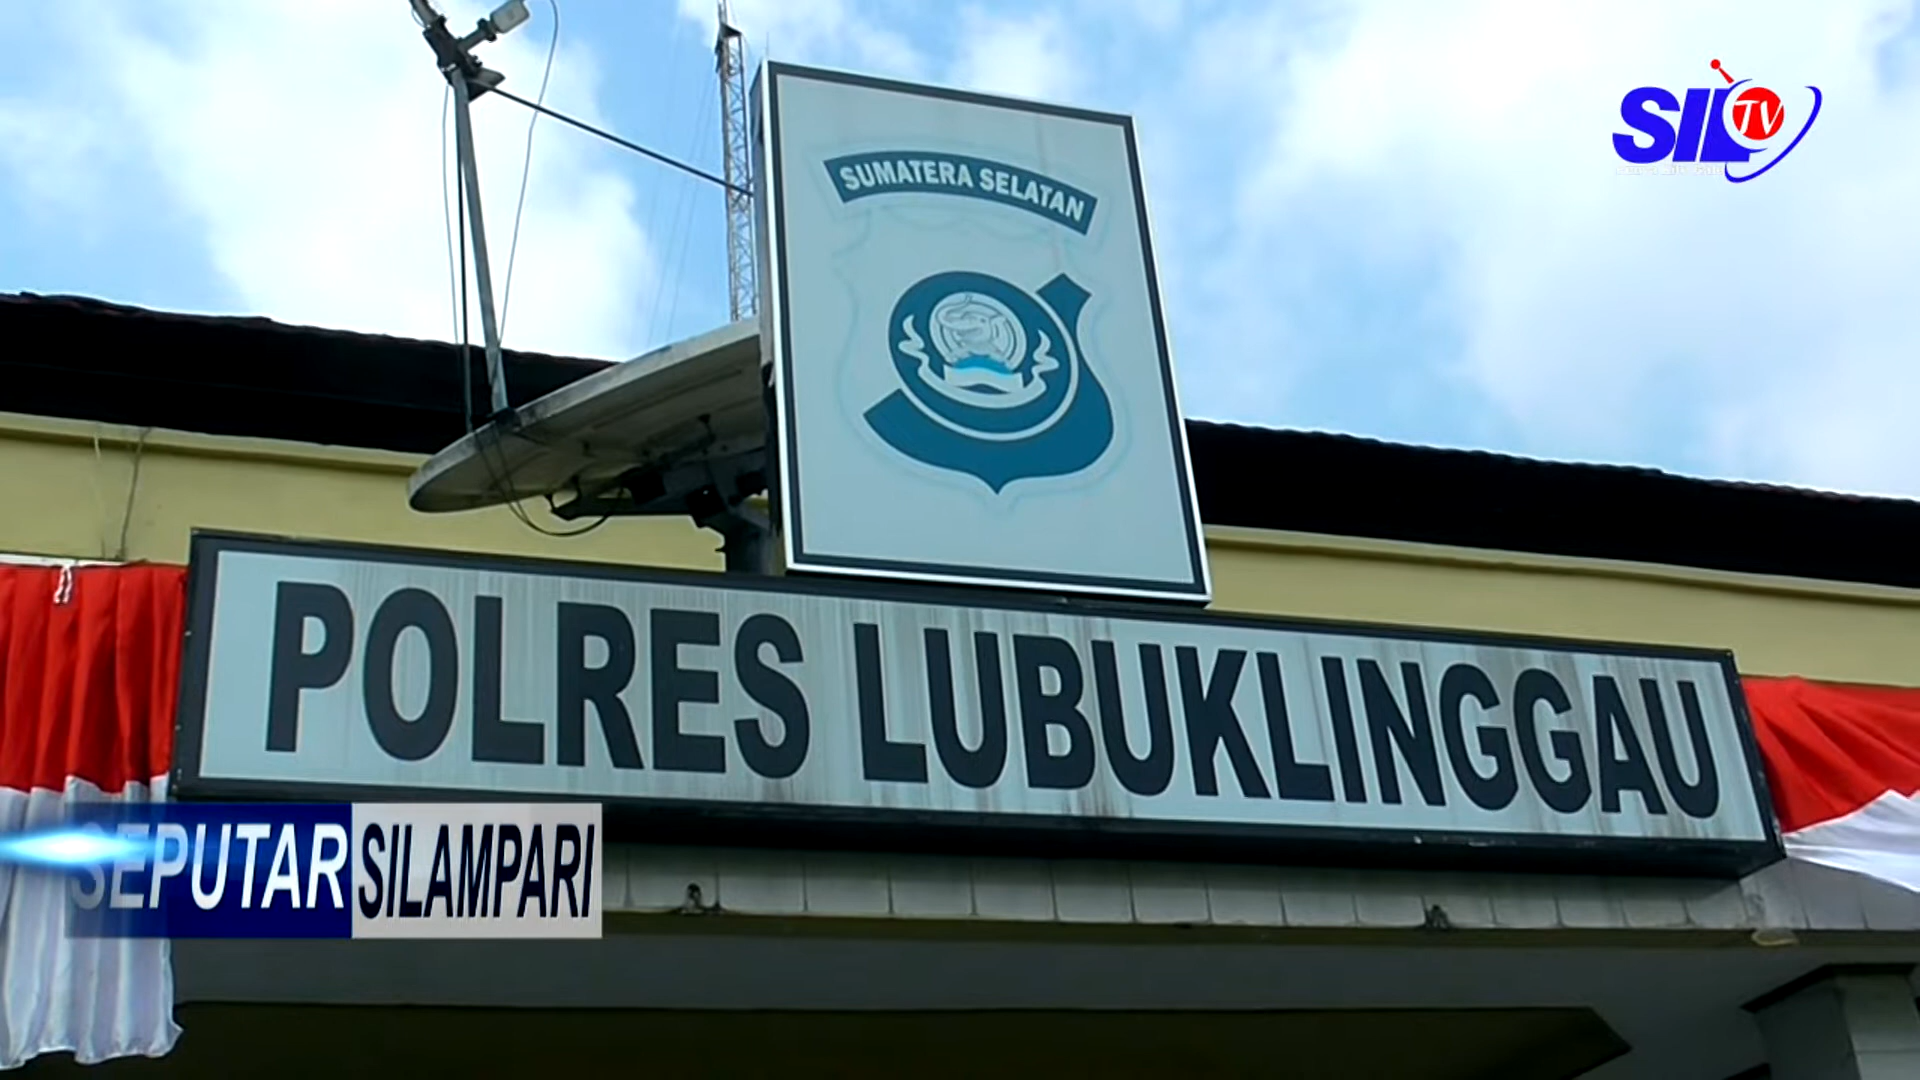 SIL TV
SUMATERA SELATAN
POLRES LUBUKLINGGAU
SEPUTAR SILAMPARI